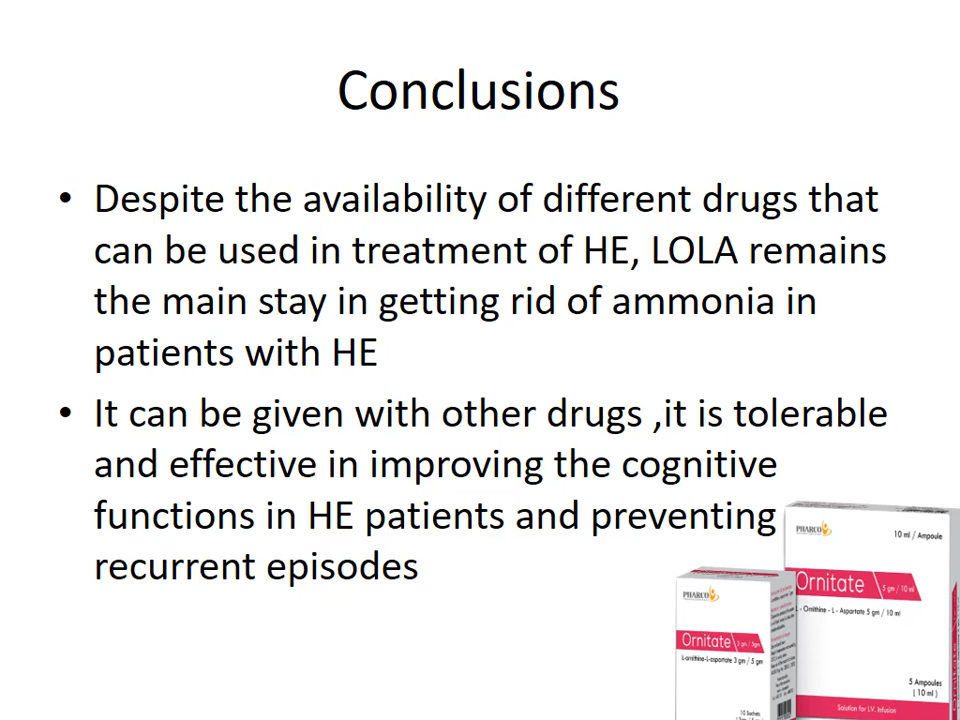 Conclusions
• Despite the availability of different drugs that
can be used in treatment of HE, LOLA remains
the main stay in getting rid of ammonia in
patients with HE
• It can be given with other drugs ,it is tolerable
and effective in improving the cognitive
functions in HE patients and preventing
recurrent episodes
PHARCO
10 ml / Ampoule
Ornitate 5 gm / 10 ml
L - Ornithine - L - Aspartate 5 gm / 10 ml
5 Ampoules
( 10 ml )
Solution for I.V. Infusion
Ornitate
PHARCO
Ornitate 3 gm / 5gm
L-ornithine-L-aspartate 3 gm / 5 gm
10 Sachets